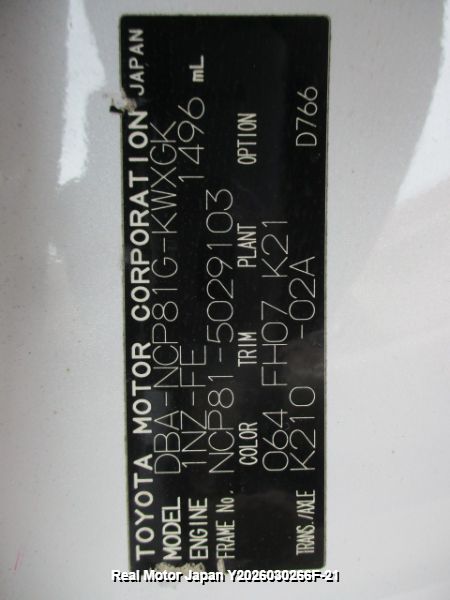 TOYOTA MOTOR CORPORATION JAPAN
MODEL DBA-NCP81G-KWXGK
ENGINE 1NZ-FE 1496 mL
FRAME No. NCP81-5029103
COLOR TRIM PLANT OPTION
064 FH07 K21 D766
TRANS./AXLE K210 -02A
Real Motor Japan Y2026030266F-21